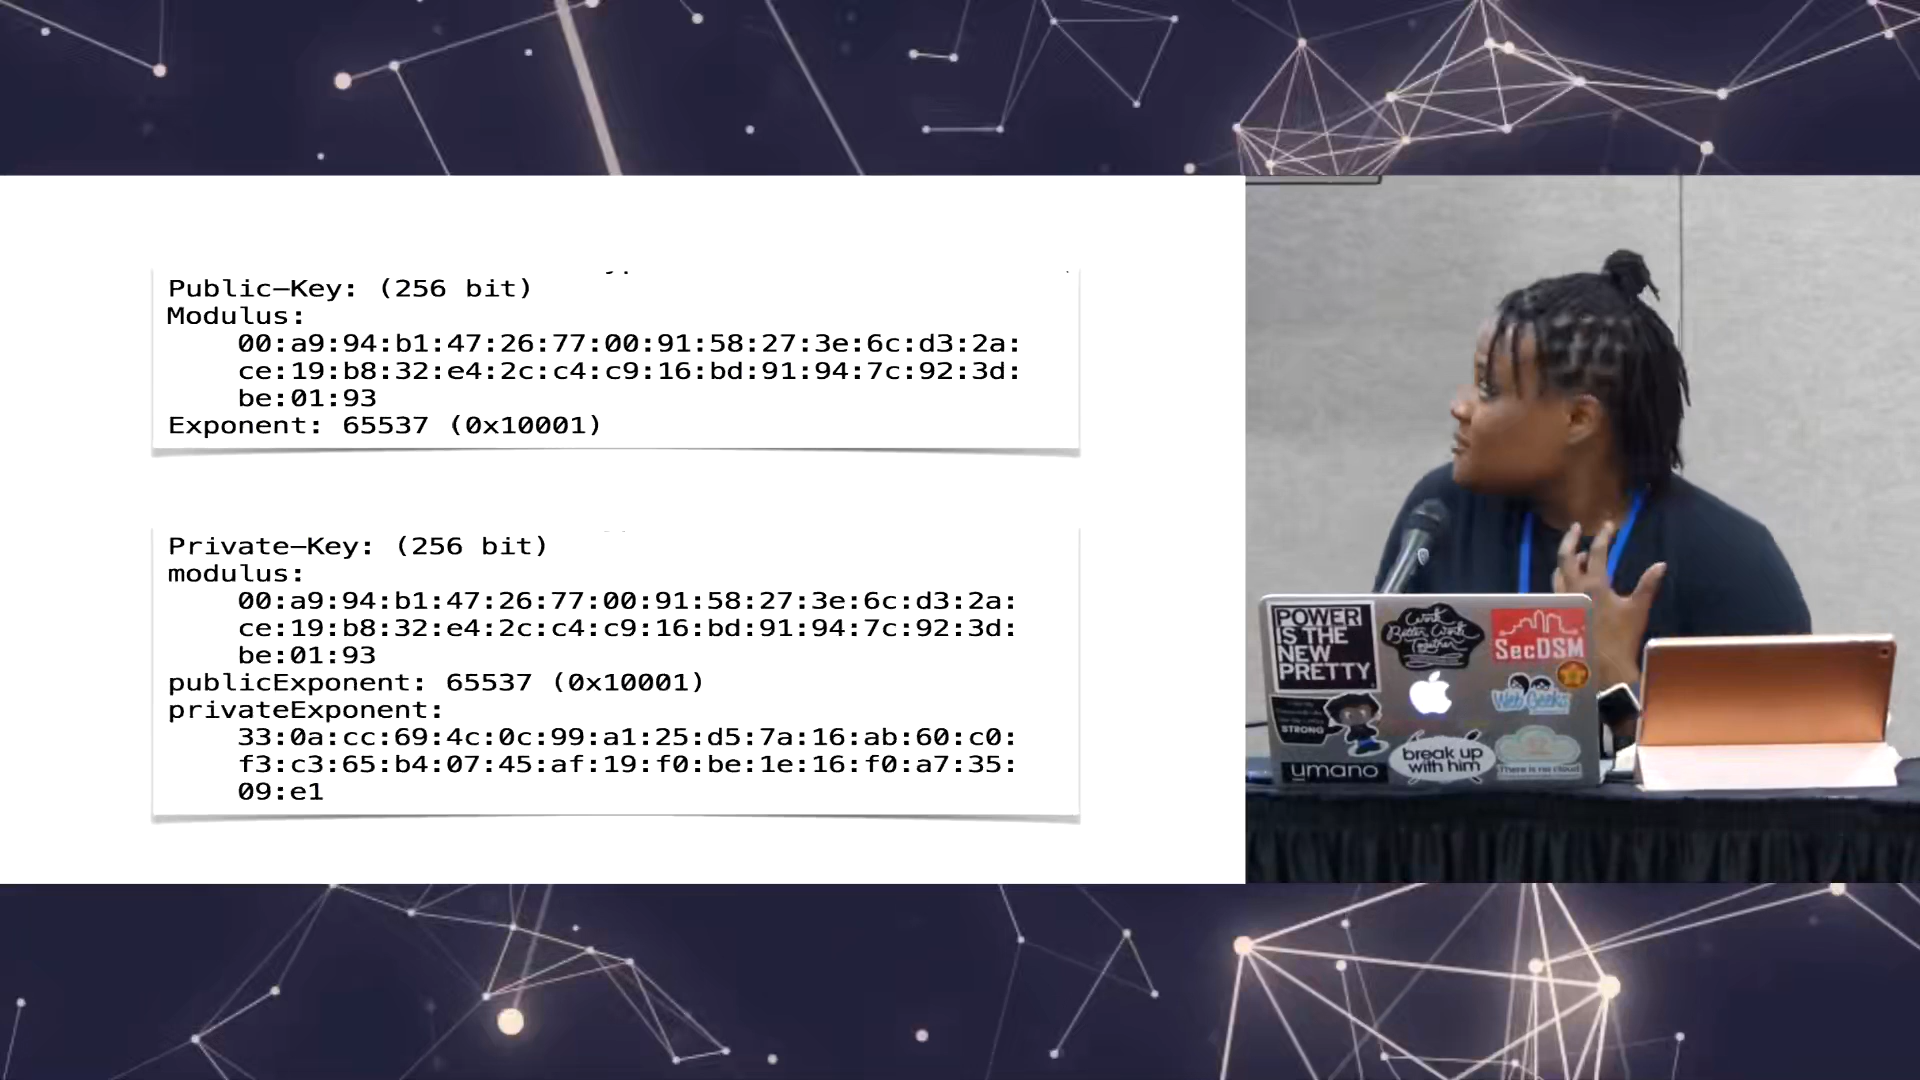 Public-Key: (256 bit)
Modulus:
00:a9:94:b1:47:26:77:00:91:58:27:3e:6c:d3:2a:
ce:19:b8:32:e4:2c:c4:c9:16:bd:91:94:7c:92:3d:
be:01:93
Exponent: 65537 (0x10001)
Private-Key: (256 bit)
modulus:
00:a9:94:b1:47:26:77:00:91:58:27:3e:6c:d3:2a:
ce:19:b8:32:e4:2c:c4:c9:16:bd:91:94:7c:92:3d:
be:01:93
publicExponent: 65537 (0x10001)
privateExponent:
33:0a:cc:69:4c:0c:99:a1:25:d5:7a:16:ab:60:c0:
f3:c3:65:b4:07:45:af:19:f0:be:1e:16:f0:a7:35:
09:e1
POWER
IS THE
NEW
PRETTY
Work
Better Work
Together
SecDSM
Web Geeks
STRONG
umano
break up
with him
There is no cloud